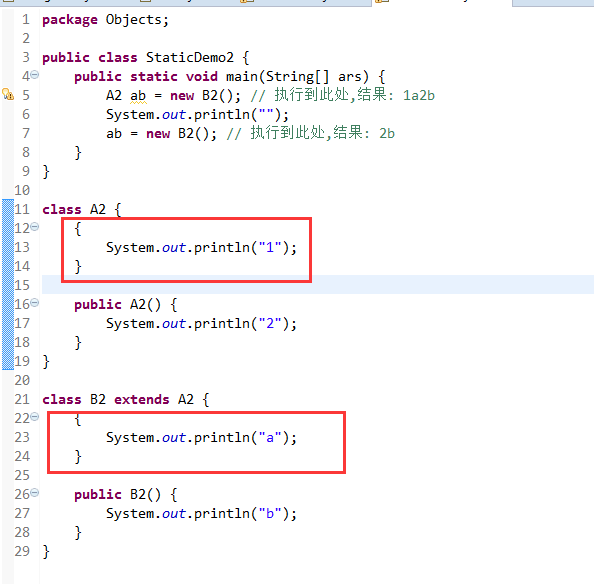 1 package Objects;
2
3 public class StaticDemo2 {
4 public static void main(String[] ars) {
5 A2 ab = new B2(); // 执行到此处,结果: 1a2b
6 System.out.println("");
7 ab = new B2(); // 执行到此处,结果: 2b
8 }
9 }
10
11 class A2 {
12 {
13 System.out.println("1");
14 }
15
16 public A2() {
17 System.out.println("2");
18 }
19 }
20
21 class B2 extends A2 {
22 {
23 System.out.println("a");
24 }
25
26 public B2() {
27 System.out.println("b");
28 }
29 }